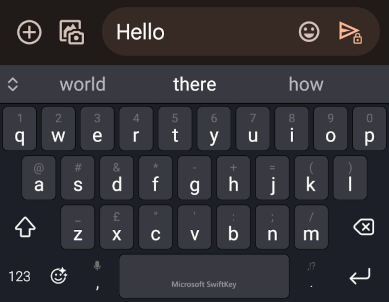 Hello
world there how
1 2 3 4 5 6 7 8 9 0
q w e r t y u i o p
@ # & * - + = ( )
a s d f g h j k l
_ £ " ' : ; /
z x c v b n m
123 , Microsoft SwiftKey ,!? .